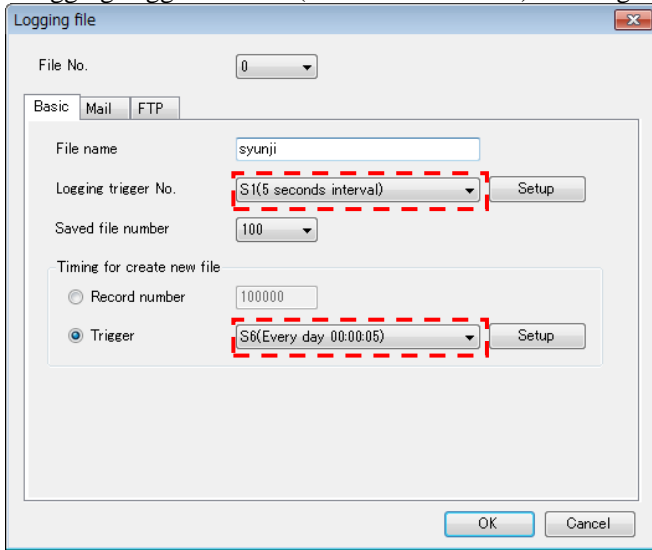 Logging file
File No. 0
Basic Mail FTP
File name syunji
Logging trigger No. S1(5 seconds interval) Setup
Saved file number 100
Timing for create new file
Record number 100000
Trigger S6(Every day 00:00:05) Setup
OK Cancel